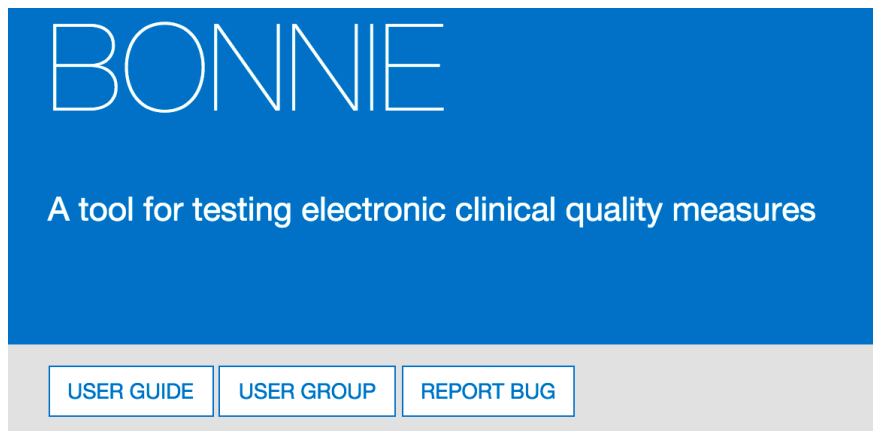 BONNIE
A tool for testing electronic clinical quality measures
USER GUIDE USER GROUP REPORT BUG